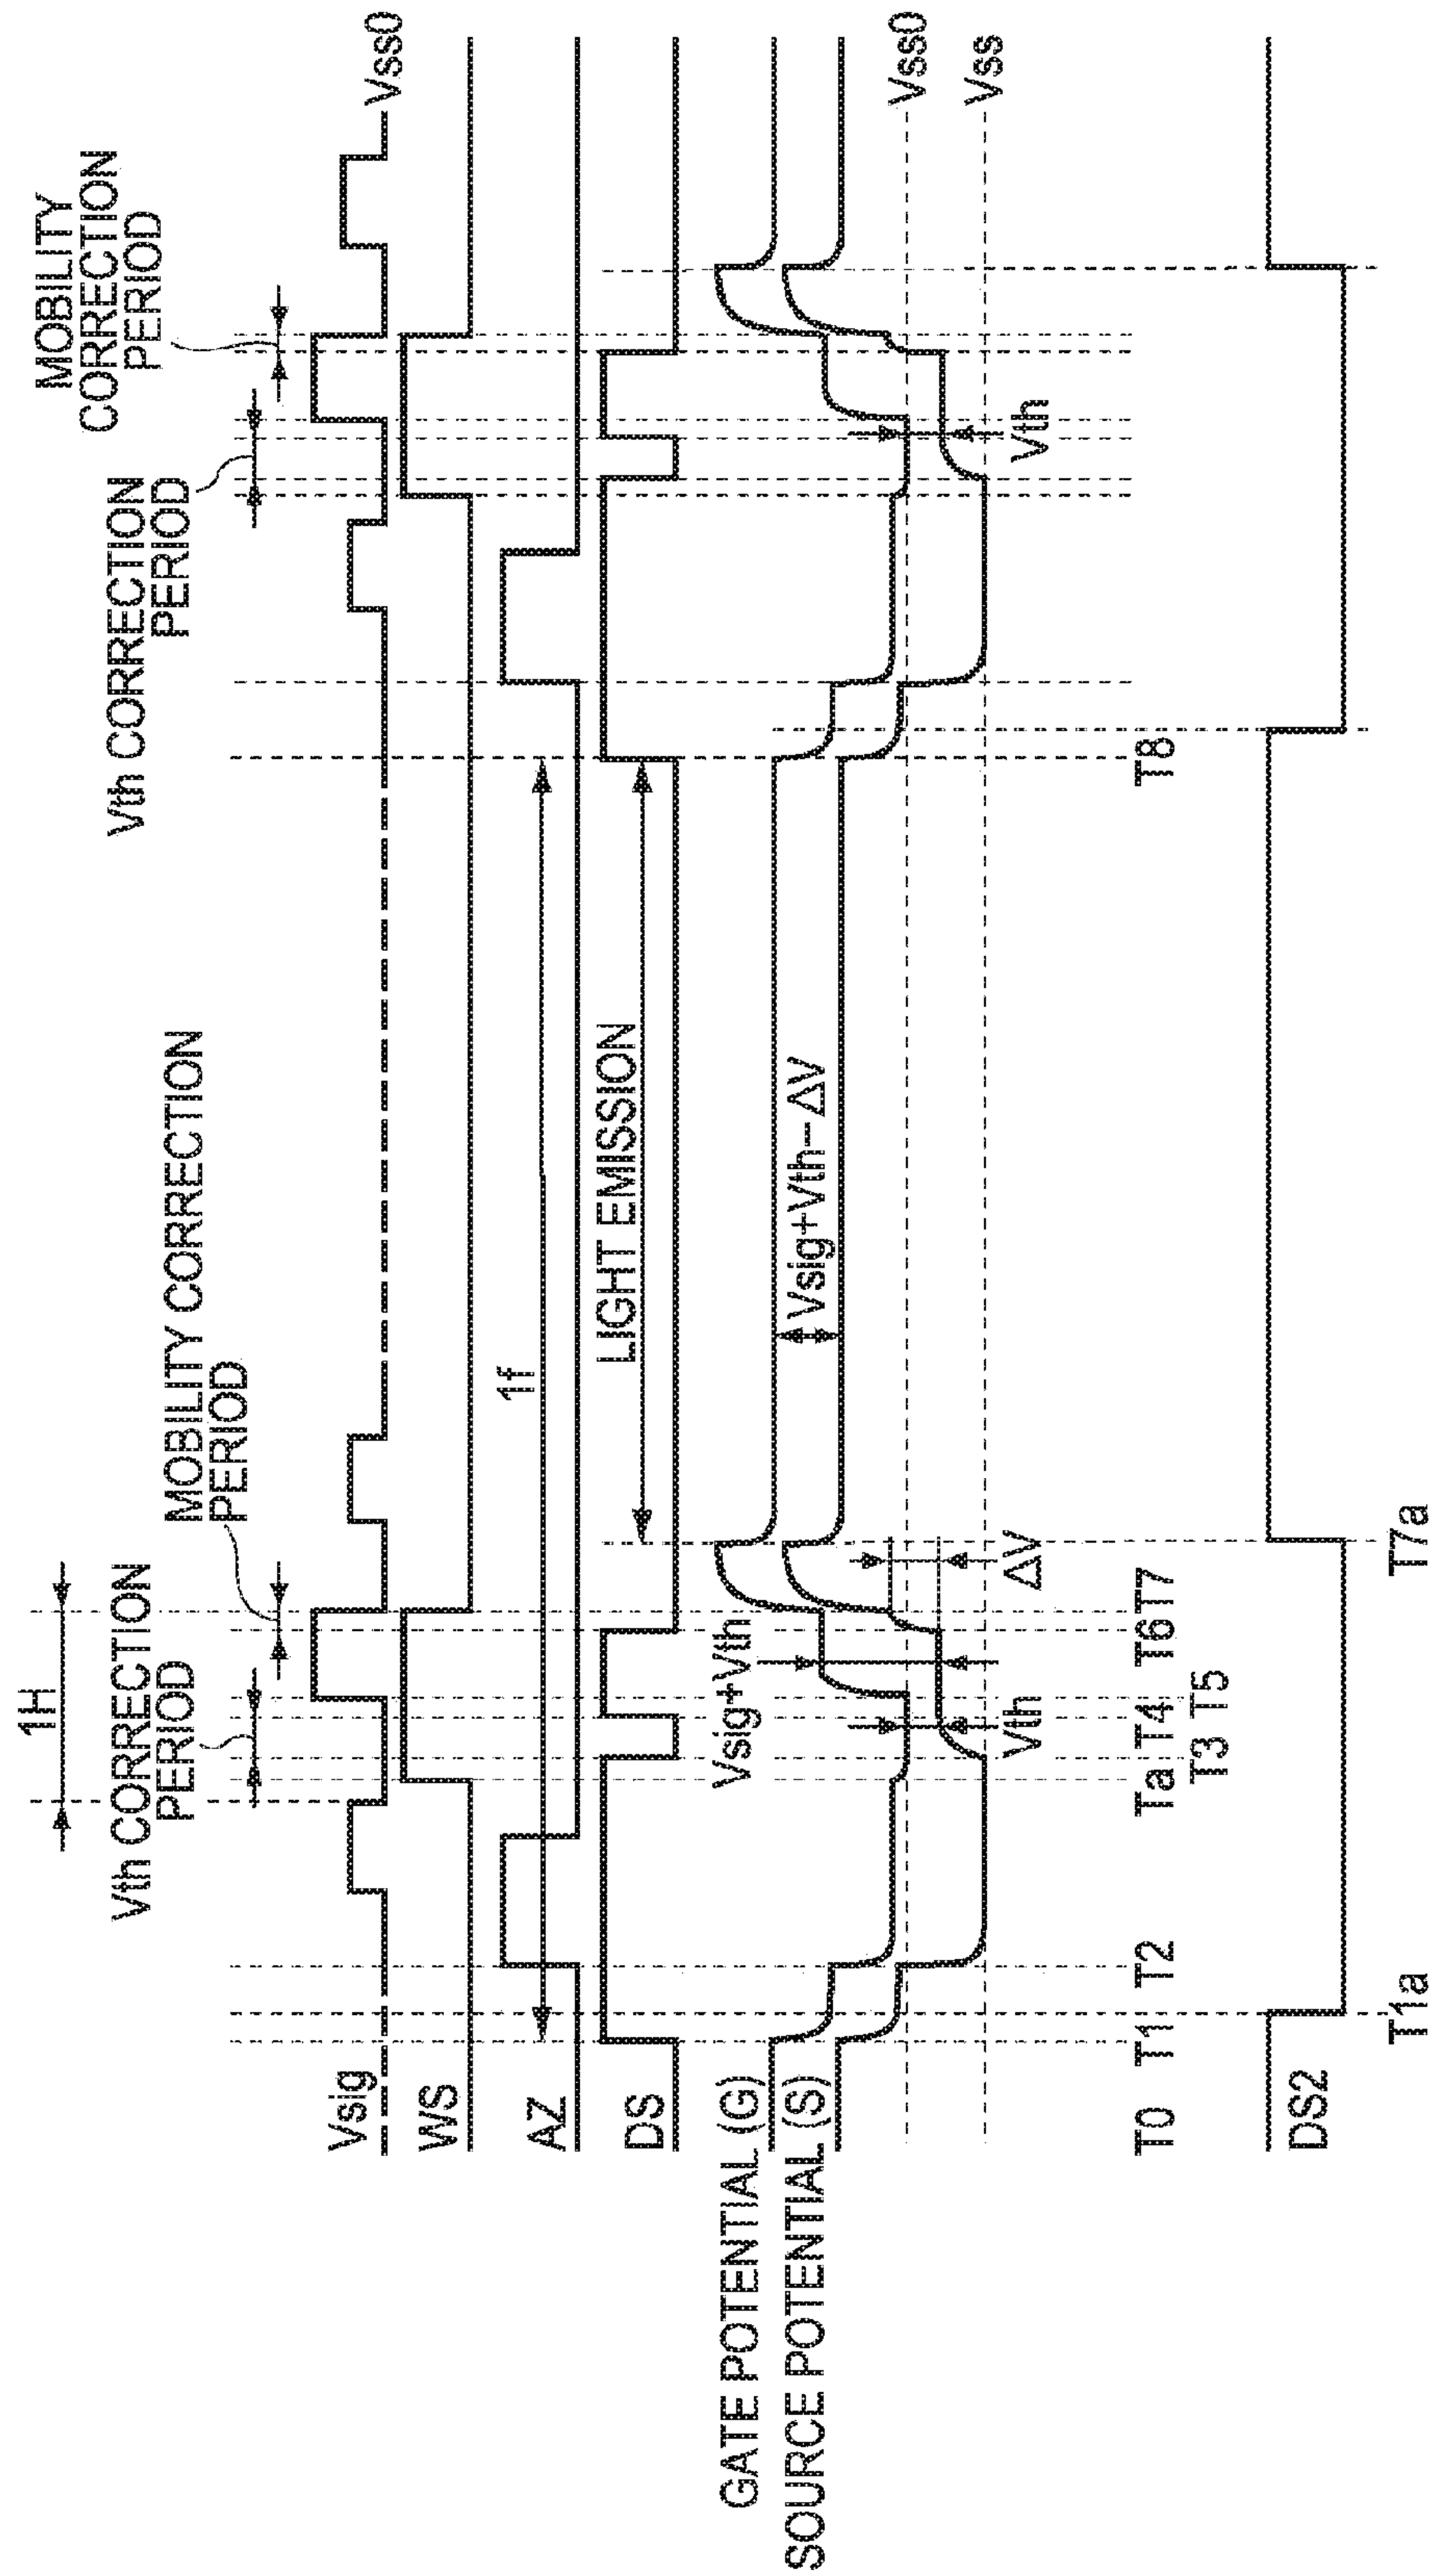 1H
Vth CORRECTION
PERIOD
MOBILITY CORRECTION
PERIOD
Vth CORRECTION
PERIOD
MOBILITY
CORRECTION
PERIOD
Vsig
Vss0
WS
AZ
1f
DS
LIGHT EMISSION
GATE POTENTIAL (G)
SOURCE POTENTIAL (S)
Vsig+Vth
Vsig+Vth-ΔV
Vss0
Vss
Vth
ΔV
Vth
T0 T1 T2 Ta T4 T6 T7 T8
T3 T5
DS2
T1a T7a